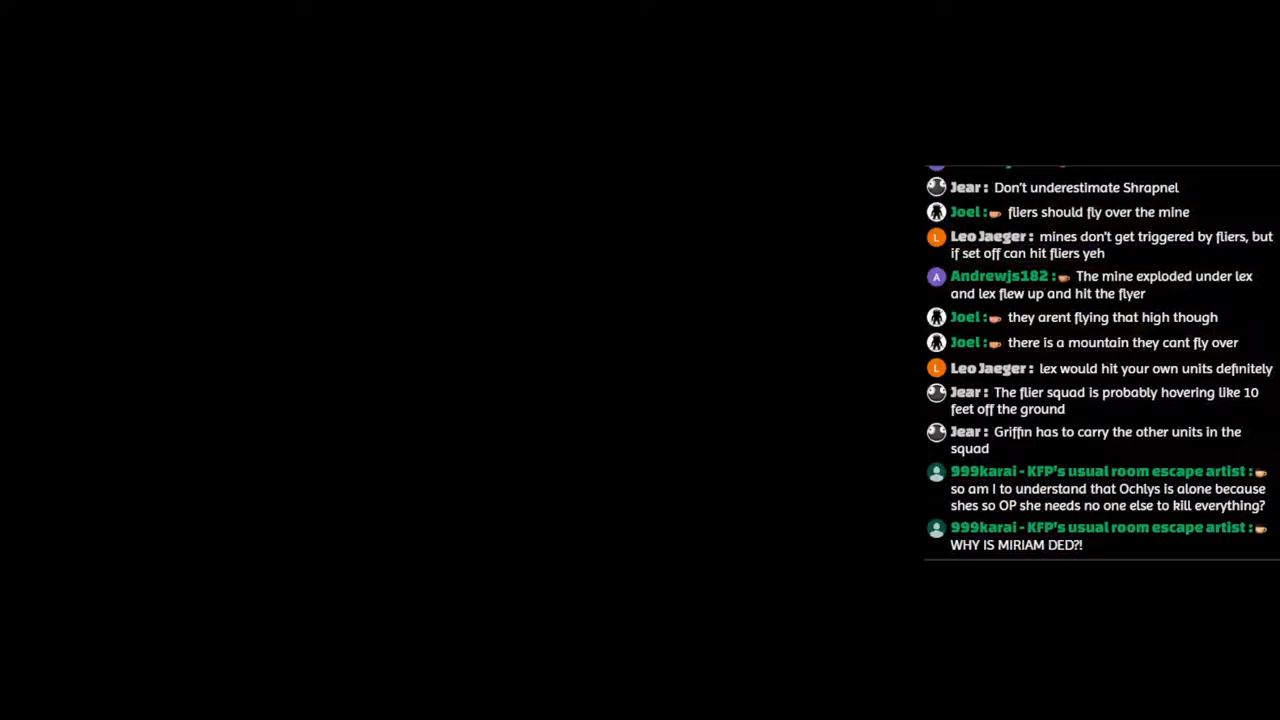 Jear : Don't underestimate Shrapnel
Joel : fliers should fly over the mine
L Leo Jaeger : mines don't get triggered by fliers, but
if set off can hit fliers yeh
A Andrewjs182 : The mine exploded under lex
and lex flew up and hit the flyer
Joel : they arent flying that high though
Joel : there is a mountain they cant fly over
L Leo Jaeger : lex would hit your own units definitely
Jear : The flier squad is probably hovering like 10
feet off the ground
Jear : Griffin has to carry the other units in the
squad
999karai - KFP's usual room escape artist :
so am I to understand that Ochlys is alone because
shes so OP she needs no one else to kill everything?
999karai - KFP's usual room escape artist :
WHY IS MIRIAM DED?!